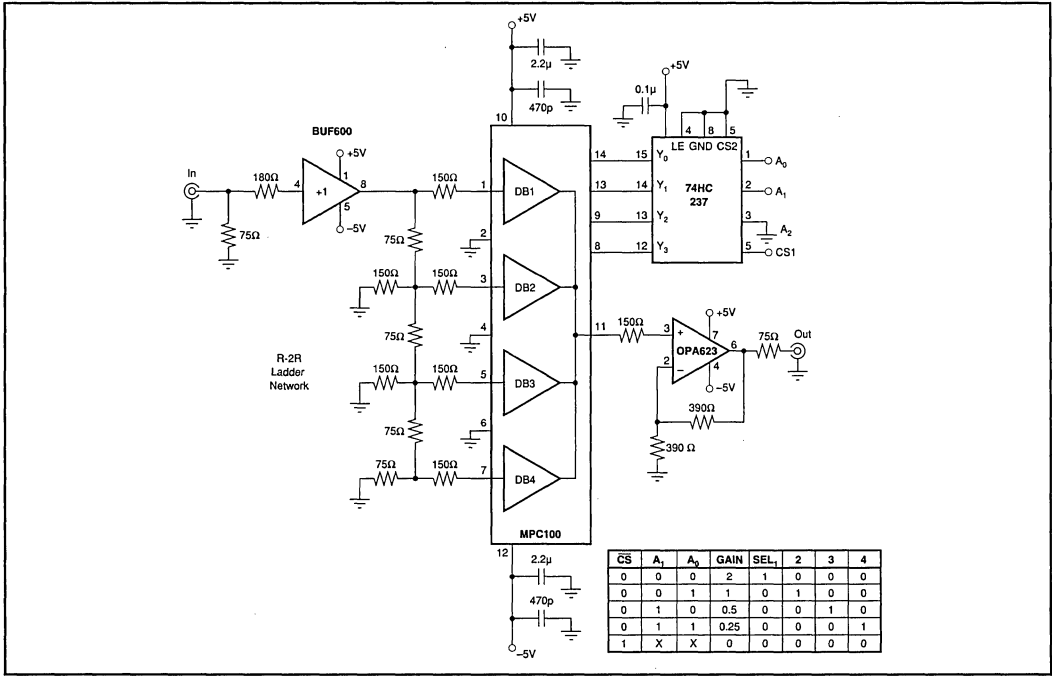 +5V
2.2μ
470p
10
+5V
0.1μ
4 8 5
LE GND CS2
BUF600
+5V
1
In
180Ω
4
+1
8
5
–5V
75Ω
150Ω
1
DB1
2
75Ω
150Ω
150Ω
3
DB2
4
75Ω
150Ω
150Ω
5
DB3
6
75Ω
75Ω
150Ω
7
DB4
R-2R
Ladder
Network
MPC100
14 15 Y0
13 14 Y1
9 13 Y2
8 12 Y3
74HC
237
1 A0
2 A1
3 A2
5 CS1
11
150Ω
3
+
+5V
7
OPA623
6
2
–
4
–5V
75Ω
Out
390Ω
390 Ω
12
2.2μ
470p
–5V
CS A1 A0 GAIN SEL1 2 3 4
0 0 0 2 1 0 0 0
0 0 1 1 0 1 0 0
0 1 0 0.5 0 0 1 0
0 1 1 0.25 0 0 0 1
1 X X 0 0 0 0 0